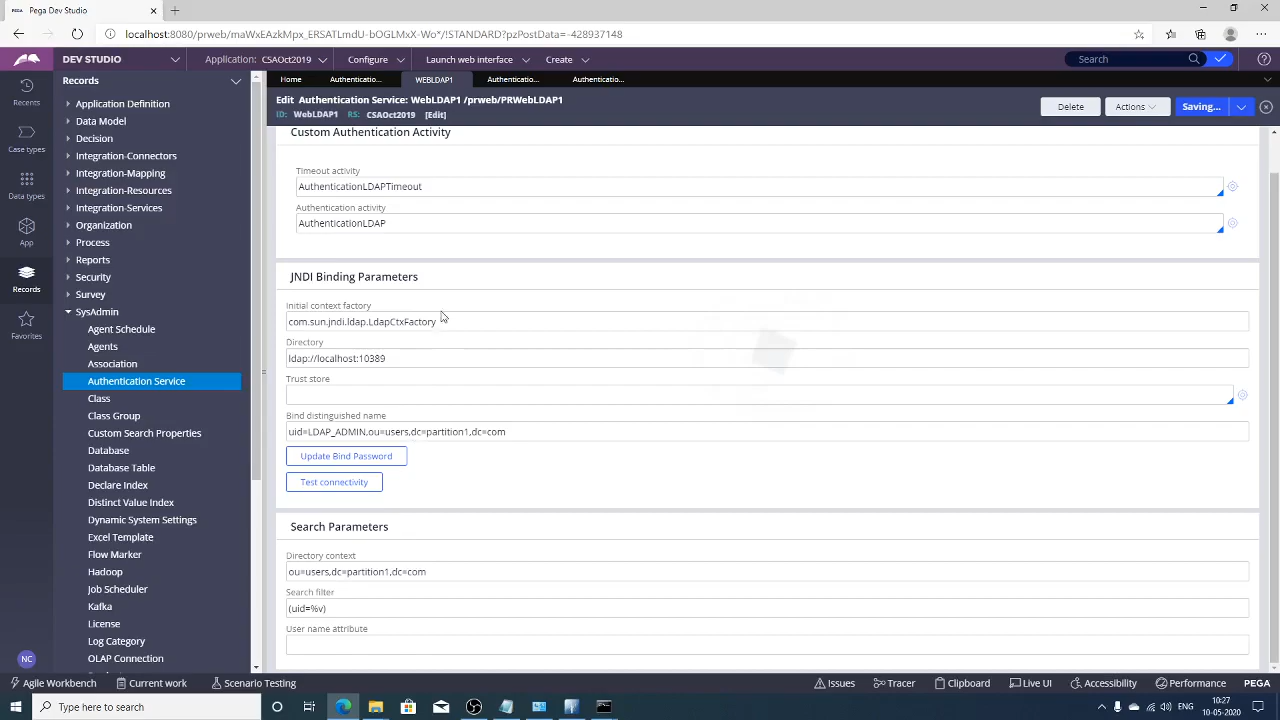 Pega Dev Studio
localhost:8080/prweb/maWxEAzkMpx_ERSATLmdU-bOGLMxX-Wo*/!STANDARD?pzPostData=-428937148
DEV STUDIO
Application: CSAOct2019
Configure
Launch web interface
Create
Search
Recents
Case types
Data types
App
Records
Favorites
NC
Records
Application Definition
Data Model
Decision
Integration-Connectors
Integration-Mapping
Integration-Resources
Integration-Services
Organization
Process
Reports
Security
Survey
SysAdmin
Agent Schedule
Agents
Association
Authentication Service
Class
Class Group
Custom Search Properties
Database
Database Table
Declare Index
Distinct Value Index
Dynamic System Settings
Excel Template
Flow Marker
Hadoop
Job Scheduler
Kafka
License
Log Category
OLAP Connection
Home
Authenticatio...
WEBLDAP1
Authenticatio...
Authenticatio...
Edit Authentication Service: WebLDAP1 /prweb/PRWebLDAP1
ID: WebLDAP1 RS: CSAOct2019 [Edit]
Delete
Actions
Saving...
Custom Authentication Activity
Timeout activity
AuthenticationLDAPTimeout
Authentication activity
AuthenticationLDAP
JNDI Binding Parameters
Initial context factory
com.sun.jndi.ldap.LdapCtxFactory
Directory
ldap://localhost:10389
Trust store
Bind distinguished name
uid=LDAP_ADMIN,ou=users,dc=partition1,dc=com
Update Bind Password
Test connectivity
Search Parameters
Directory context
ou=users,dc=partition1,dc=com
Search filter
(uid=%v)
User name attribute
Agile Workbench
Current work
Scenario Testing
Issues
Tracer
Clipboard
Live UI
Accessibility
Performance
PEGA
Type here to search
10:27
10-05-2020